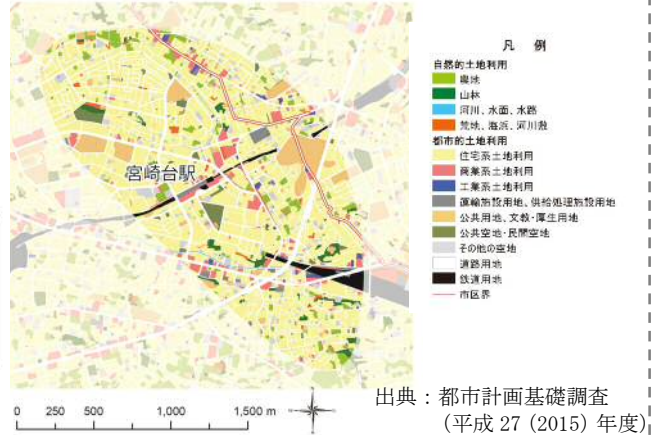 宮崎台駅
凡 例
自然的土地利用
農地
山林
河川、水面、水路
荒地、海浜、河川敷
都市的土地利用
住宅系土地利用
商業系土地利用
工業系土地利用
運輸施設用地、供給処理施設用地
公共用地、文教・厚生用地
公共空地・民間空地
その他の空地
道路用地
鉄道用地
市区界
0 250 500 1,000 1,500 m
出典：都市計画基礎調査
（平成 27（2015）年度）